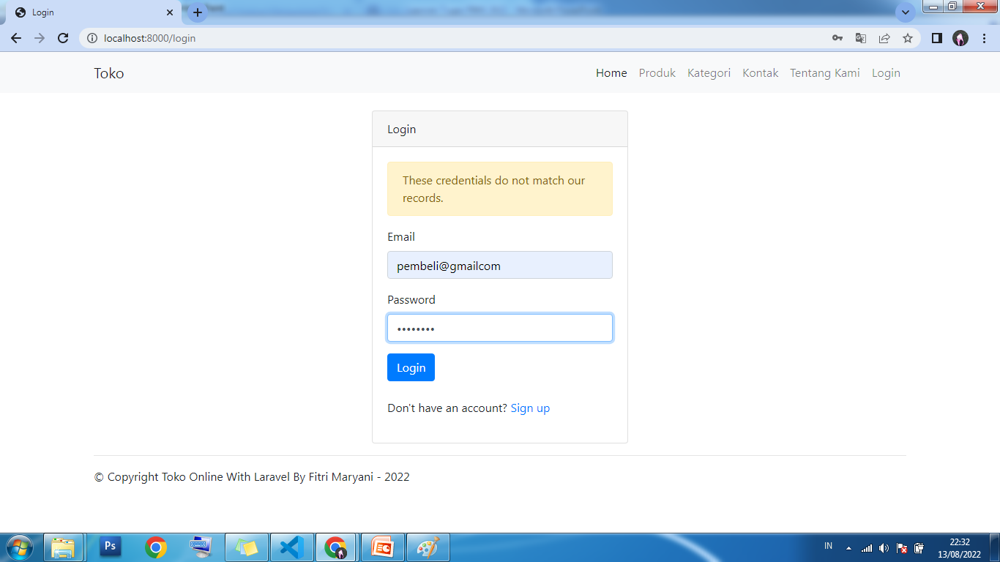 Login
localhost:8000/login
Toko
Home Produk Kategori Kontak Tentang Kami Login
Login
These credentials do not match our
records.
Email
pembeli@gmailcom
Password
••••••••
Login
Don't have an account? Sign up
© Copyright Toko Online With Laravel By Fitri Maryani - 2022
Ps
IN
22:32
13/08/2022